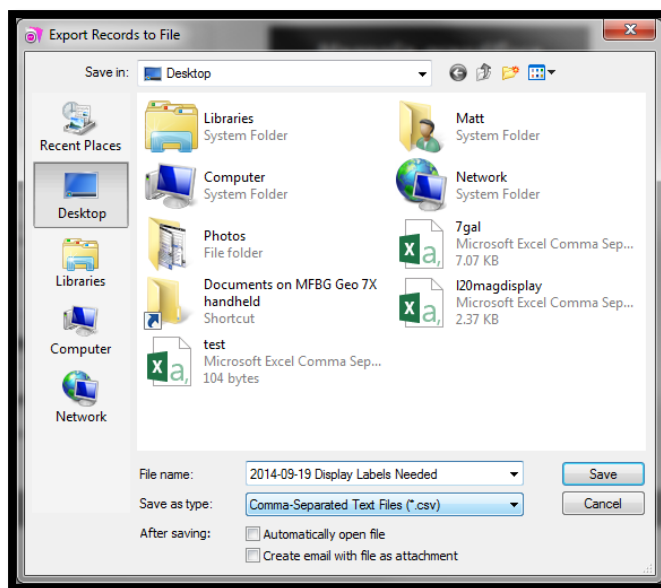 Export Records to File
Save in:
Desktop
Recent Places
Desktop
Libraries
Computer
Network
Libraries
System Folder
Matt
System Folder
Computer
System Folder
Network
System Folder
Photos
File folder
7gal
Microsoft Excel Comma Sep...
7.07 KB
Documents on MFBG Geo 7X
handheld
Shortcut
l20magdisplay
Microsoft Excel Comma Sep...
2.37 KB
test
Microsoft Excel Comma Sep...
104 bytes
File name:
2014-09-19 Display Labels Needed
Save
Save as type:
Comma-Separated Text Files (*.csv)
Cancel
After saving:
Automatically open file
Create email with file as attachment